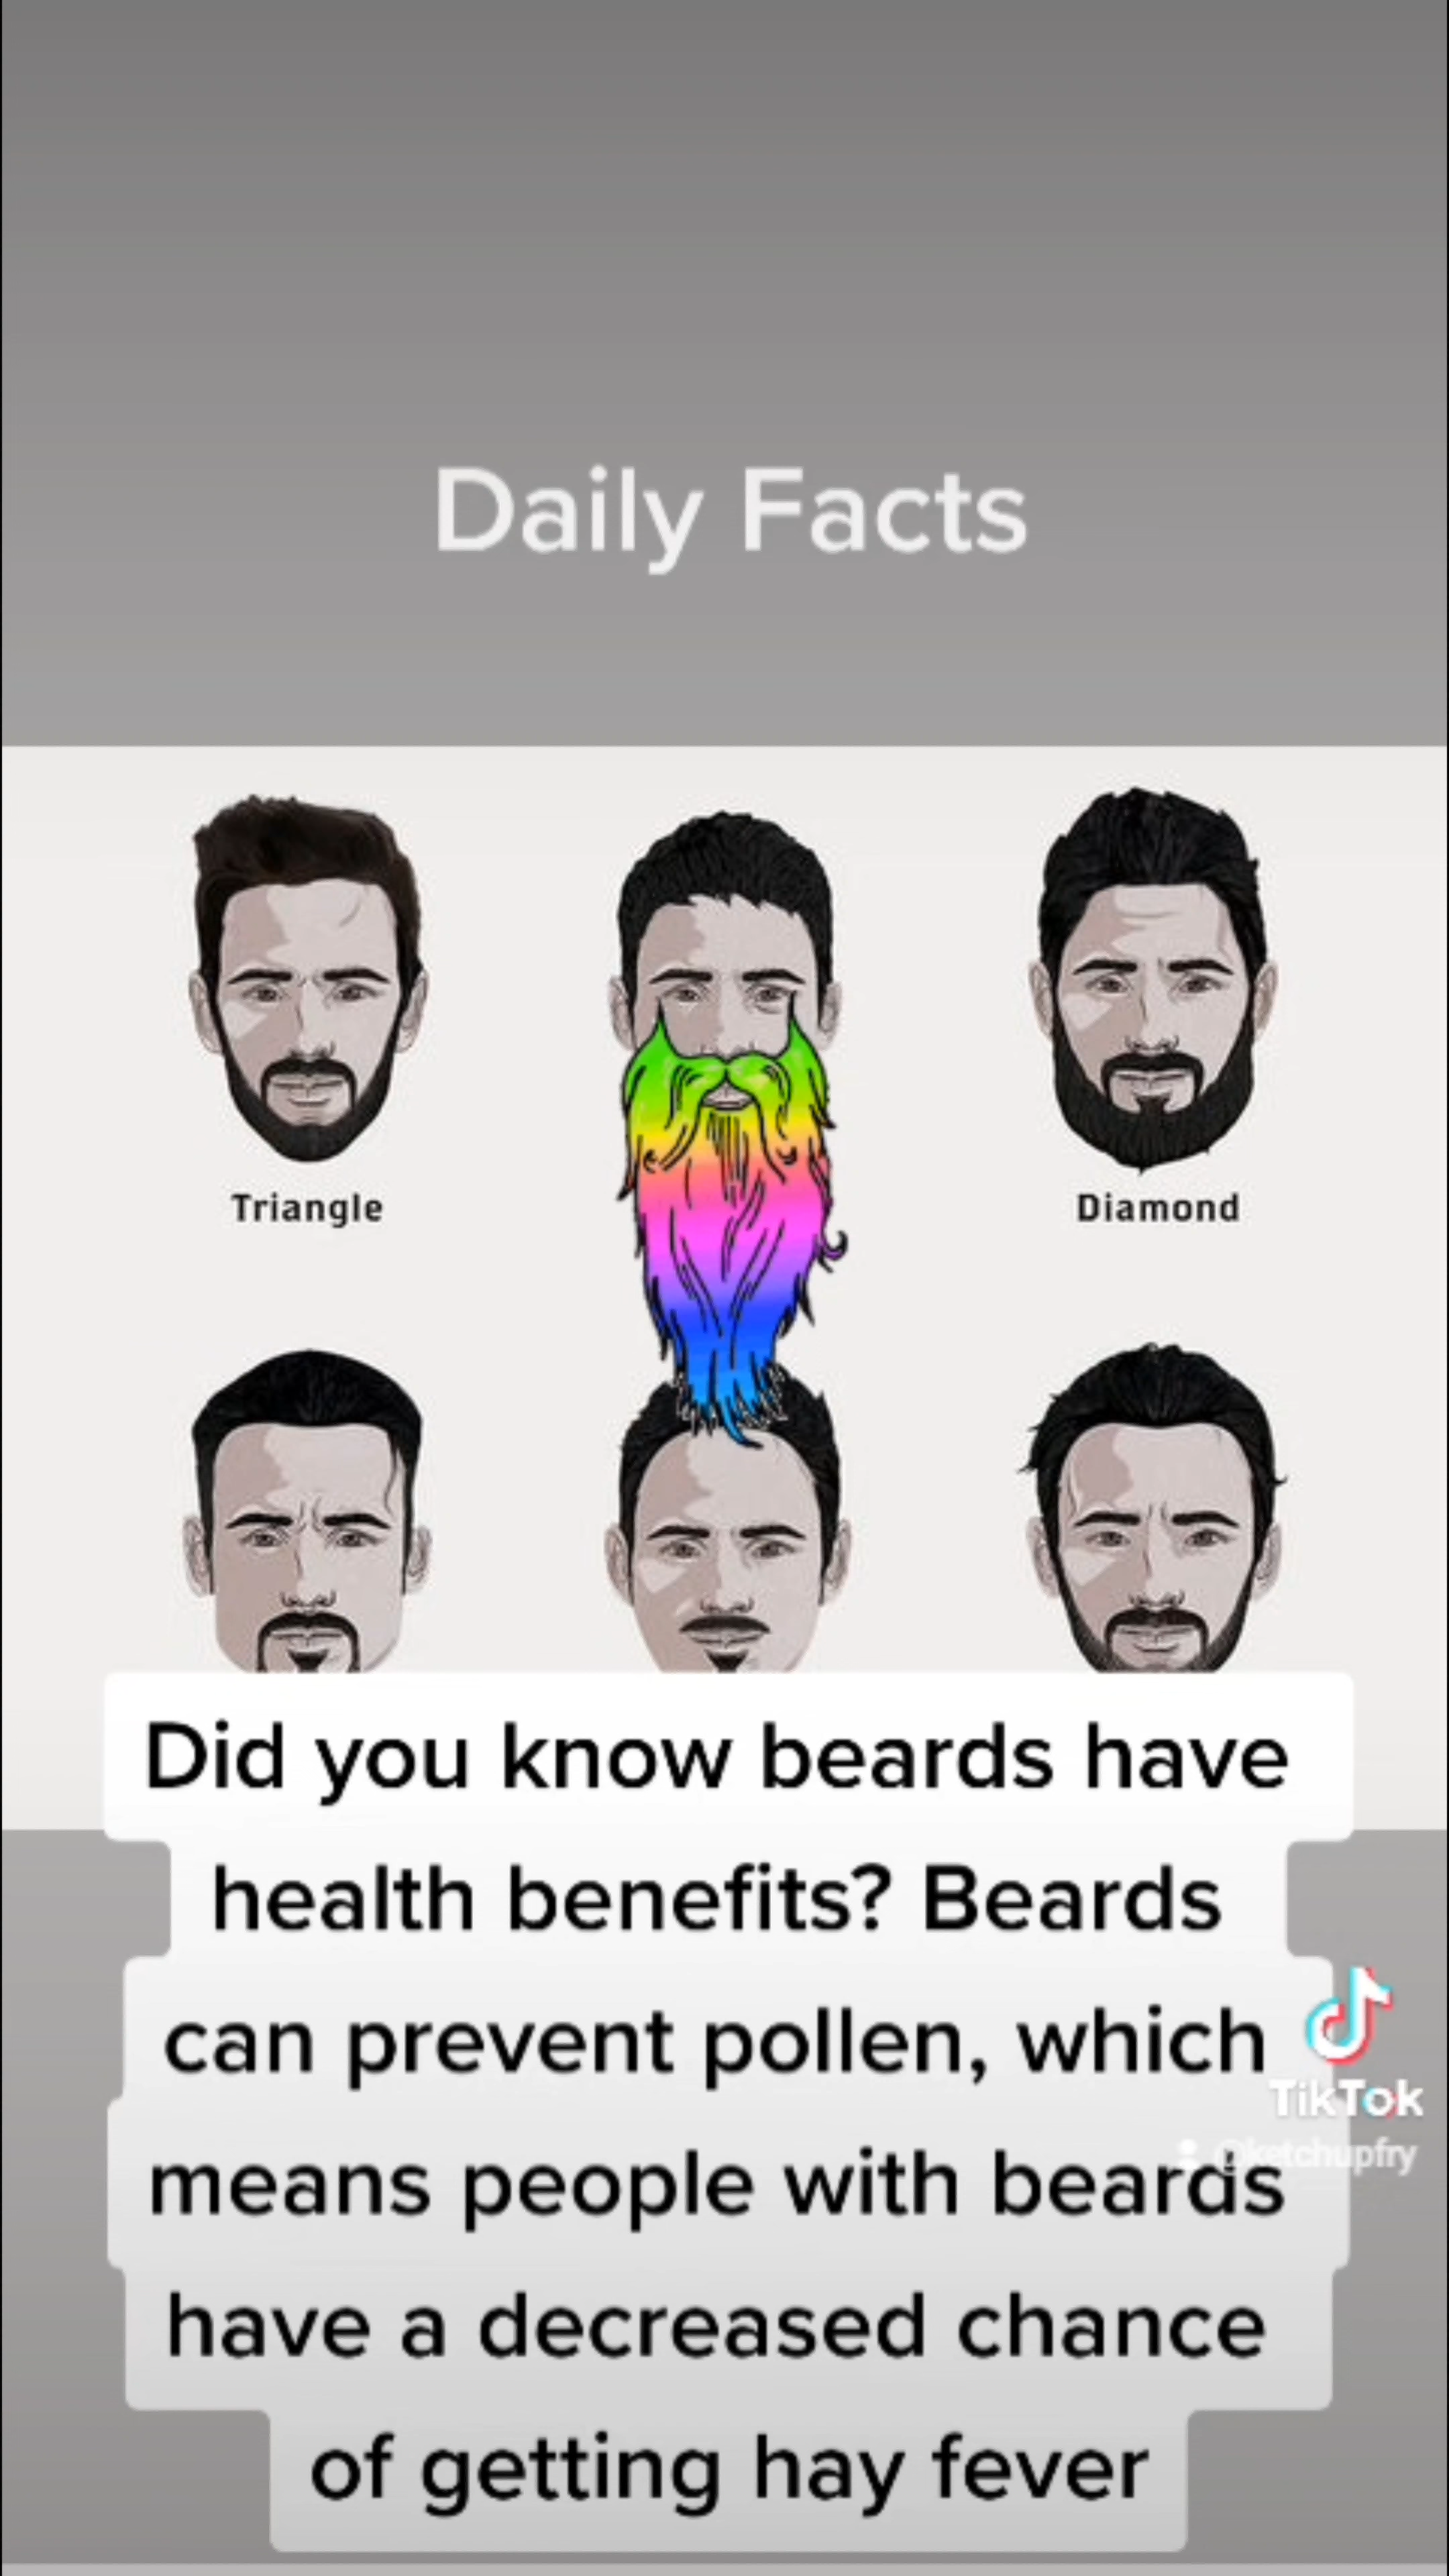 Daily Facts
Triangle
Diamond
Did you know beards have
health benefits? Beards
can prevent pollen, which
means people with beards
have a decreased chance
of getting hay fever
TikTok
@ketchupfry